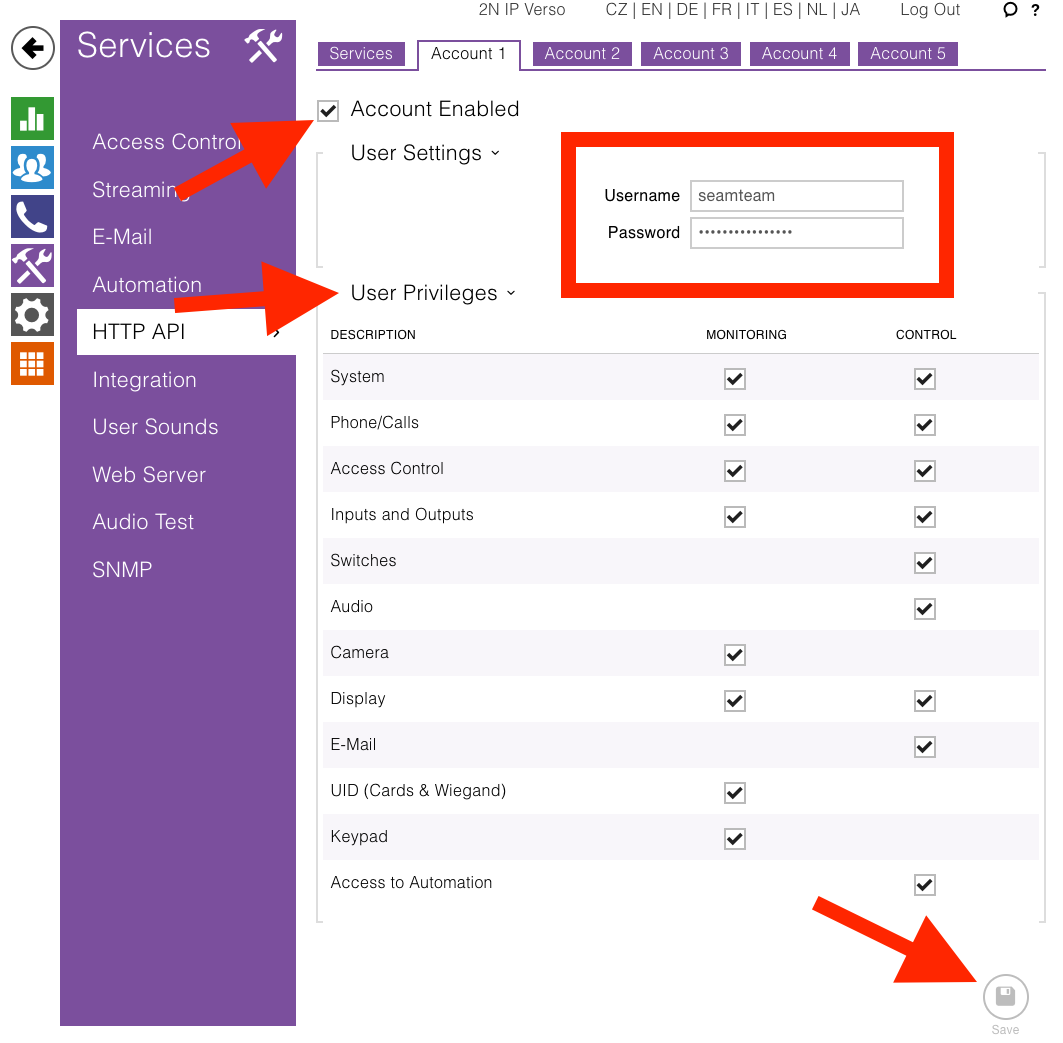 2N IP Verso CZ | EN | DE | FR | IT | ES | NL | JA Log Out ?
Services
Services Account 1 Account 2 Account 3 Account 4 Account 5
Account Enabled
User Settings
Username seamteam
Password ••••••••••••••••
Access Control
Streaming
E-Mail
Automation
HTTP API
Integration
User Sounds
Web Server
Audio Test
SNMP
User Privileges
DESCRIPTION MONITORING CONTROL
System
Phone/Calls
Access Control
Inputs and Outputs
Switches
Audio
Camera
Display
E-Mail
UID (Cards & Wiegand)
Keypad
Access to Automation
Save